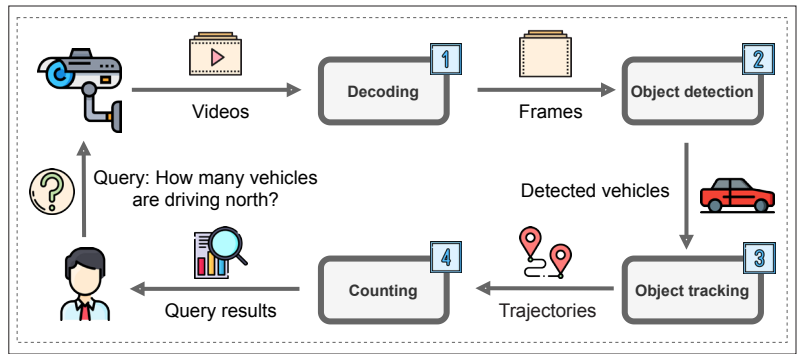 Videos
1
Decoding
Frames
2
Object detection
Detected vehicles
3
Object tracking
Trajectories
4
Counting
Query results
Query: How many vehicles
are driving north?